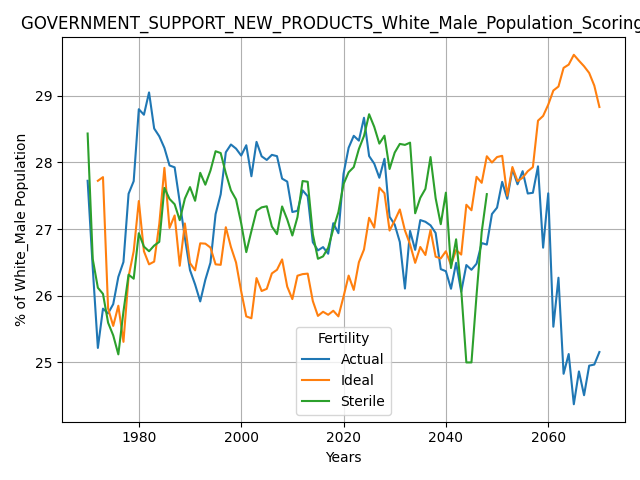 GOVERNMENT_SUPPORT_NEW_PRODUCTS_White_Male_Population_Scoring
% of White_Male Population
29
28
27
26
25
Fertility
Actual
Ideal
Sterile
1980 2000 2020 2040 2060
Years